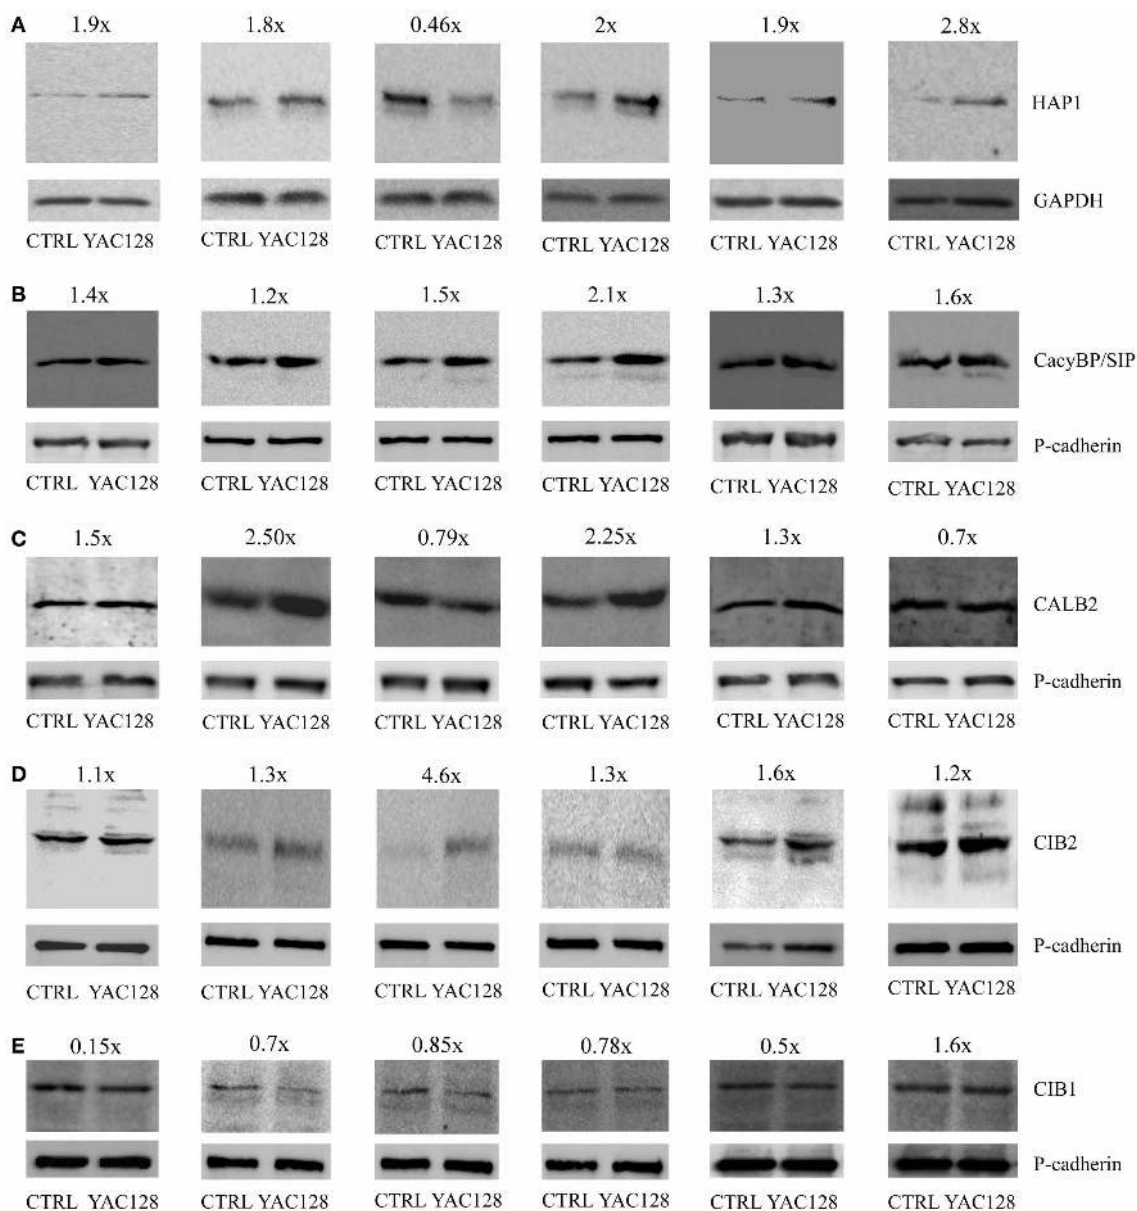 A 1.9x 1.8x 0.46x 2x 1.9x 2.8x
HAP1
GAPDH
CTRL YAC128 CTRL YAC128 CTRL YAC128 CTRL YAC128 CTRL YAC128 CTRL YAC128
B 1.4x 1.2x 1.5x 2.1x 1.3x 1.6x
CacyBP/SIP
P-cadherin
CTRL YAC128 CTRL YAC128 CTRL YAC128 CTRL YAC128 CTRL YAC128 CTRL YAC128
C 1.5x 2.50x 0.79x 2.25x 1.3x 0.7x
CALB2
P-cadherin
CTRL YAC128 CTRL YAC128 CTRL YAC128 CTRL YAC128 CTRL YAC128 CTRL YAC128
D 1.1x 1.3x 4.6x 1.3x 1.6x 1.2x
CIB2
P-cadherin
CTRL YAC128 CTRL YAC128 CTRL YAC128 CTRL YAC128 CTRL YAC128 CTRL YAC128
E 0.15x 0.7x 0.85x 0.78x 0.5x 1.6x
CIB1
P-cadherin
CTRL YAC128 CTRL YAC128 CTRL YAC128 CTRL YAC128 CTRL YAC128 CTRL YAC128